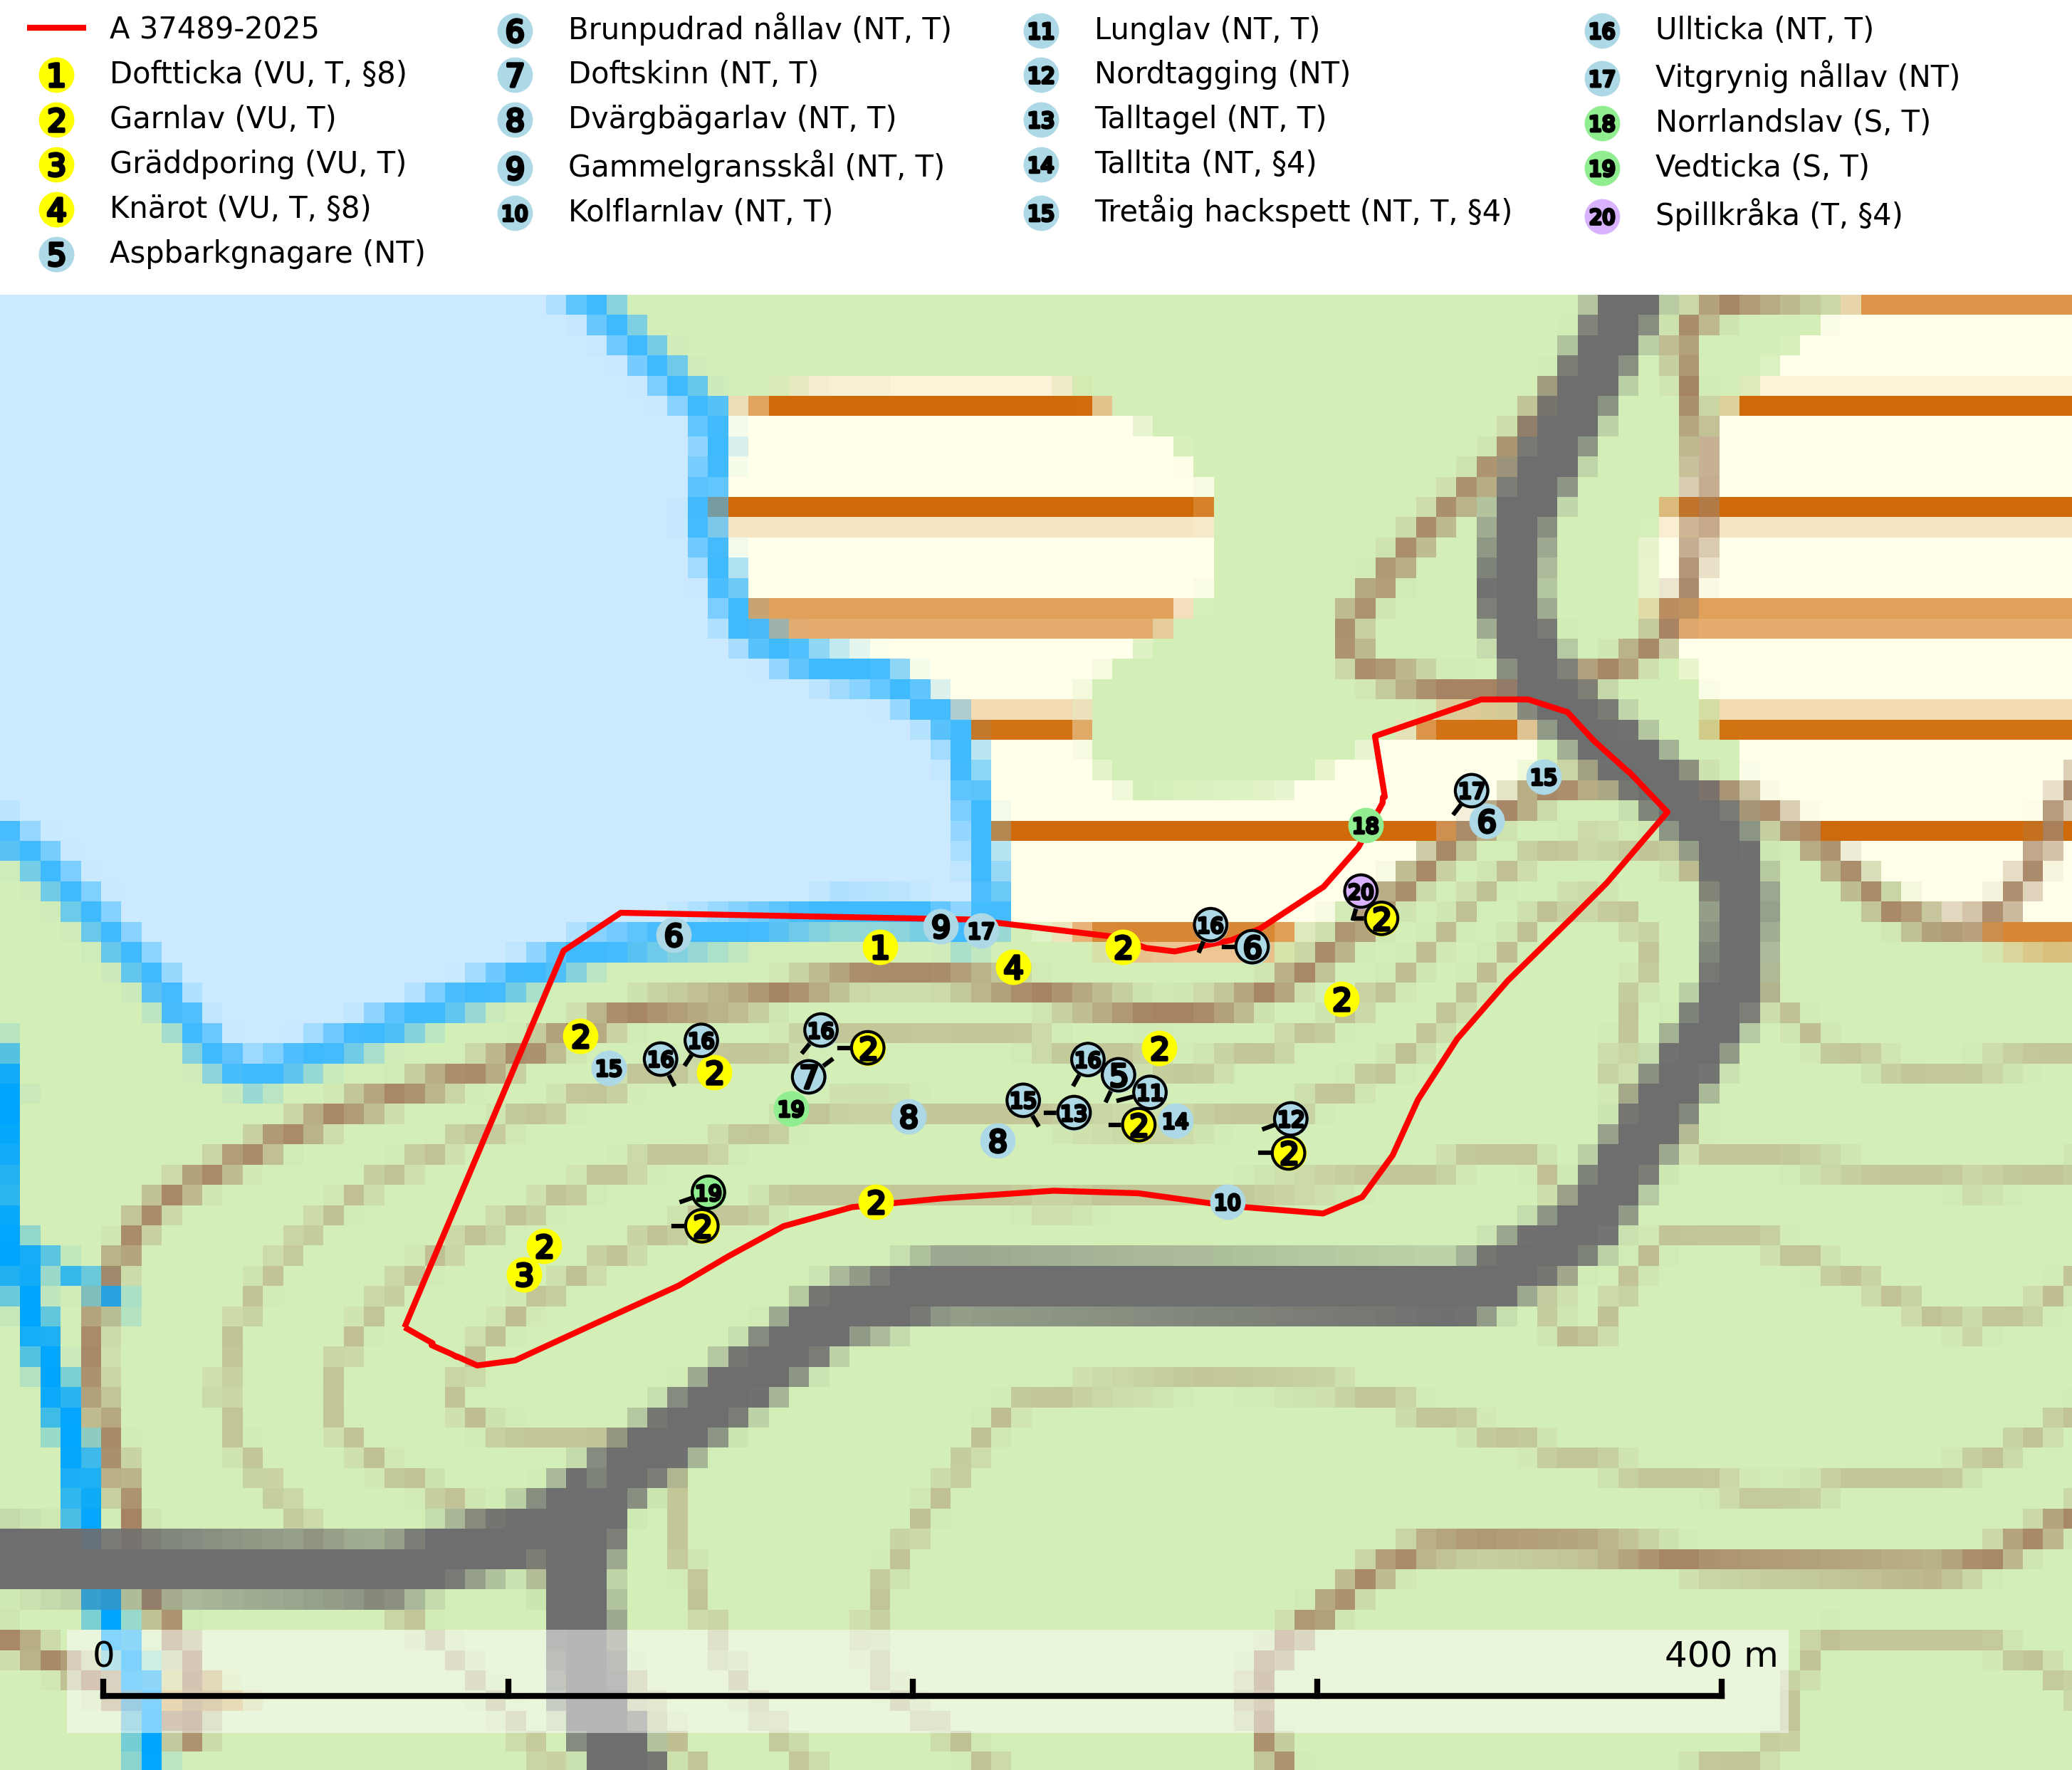 A 37489-2025
1 Doftticka (VU, T, §8)
2 Garnlav (VU, T)
3 Gräddporing (VU, T)
4 Knärot (VU, T, §8)
5 Aspbarkgnagare (NT)
6 Brunpudrad nållav (NT, T)
7 Doftskinn (NT, T)
8 Dvärgbägarlav (NT, T)
9 Gammelgransskål (NT, T)
10 Kolflarnlav (NT, T)
11 Lunglav (NT, T)
12 Nordtagging (NT)
13 Talltagel (NT, T)
14 Talltita (NT, §4)
15 Tretåig hackspett (NT, T, §4)
16 Ullticka (NT, T)
17 Vitgrynig nållav (NT)
18 Norrlandslav (S, T)
19 Vedticka (S, T)
20 Spillkråka (T, §4)
15
17
6
18
20
2
16
6
9
17
6
1
2
4
2
2
16
16
2
15
16
2
7
2
16
5
11
15
13
2
14
19
8
8
12
2
19
2
2
10
2
3
0 400 m